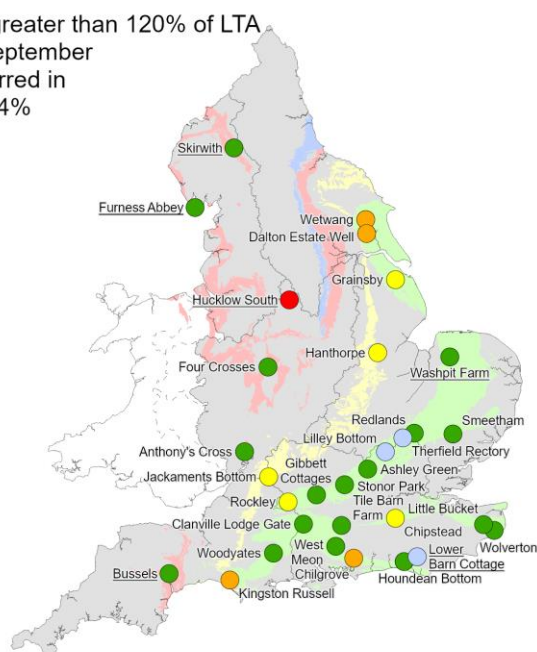 greater than 120% of LTA
eptember
rred in
4%
Skirwith
Furness Abbey
Wetwang
Dalton Estate Well
Grainsby
Hucklow South
Hanthorpe
Four Crosses
Washpit Farm
Redlands
Smeetham
Lilley Bottom
Therfield Rectory
Anthony's Cross
Gibbett
Cottages
Ashley Green
Jackaments Bottom
Stonor Park
Rockley
Tile Barn
Farm
Little Bucket
Clanville Lodge Gate
Chipstead
Woodyates
West
Meon
Lower
Barn Cottage
Wolverton
Bussels
Chilgrove
Houndean Bottom
Kingston Russell